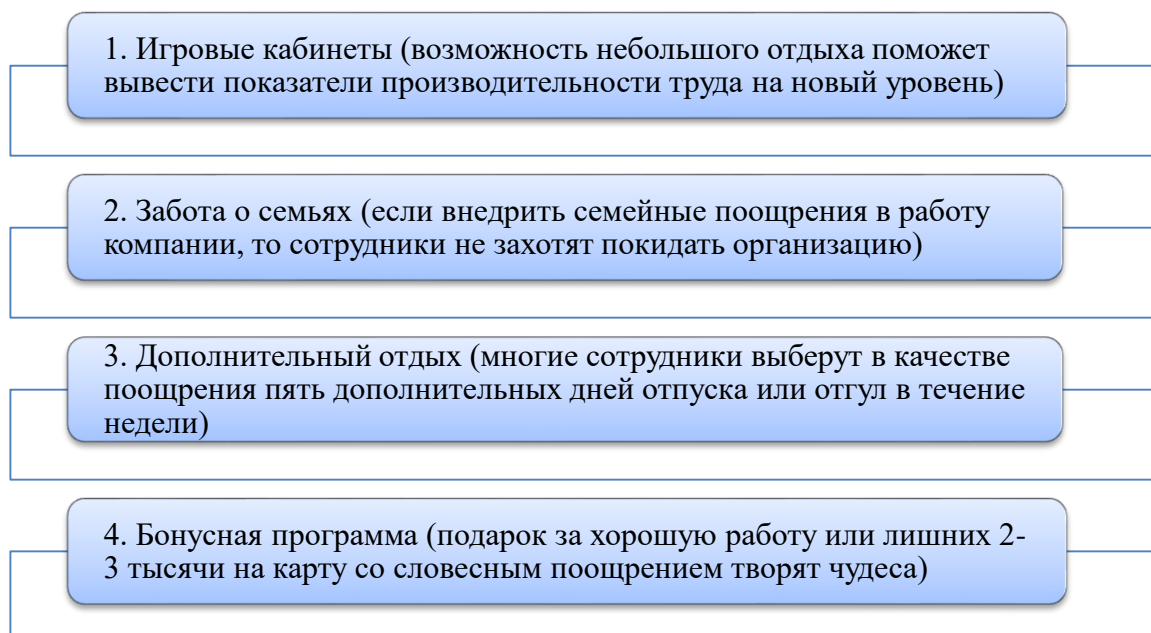 1. Игровые кабинеты (возможность небольшого отдыха поможет
вывести показатели производительности труда на новый уровень)
2. Забота о семьях (если внедрить семейные поощрения в работу
компании, то сотрудники не захотят покидать организацию)
3. Дополнительный отдых (многие сотрудники выберут в качестве
поощрения пять дополнительных дней отпуска или отгул в течение
недели)
4. Бонусная программа (подарок за хорошую работу или лишних 2-
3 тысячи на карту со словесным поощрением творят чудеса)